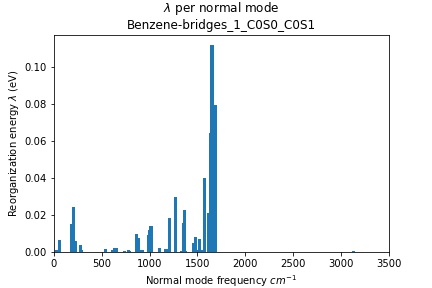 λ per normal mode
Benzene-bridges_1_C0S0_C0S1
Reorganization energy λ (eV)
0.10
0.08
0.06
0.04
0.02
0.00
0 500 1000 1500 2000 2500 3000 3500
Normal mode frequency cm⁻¹